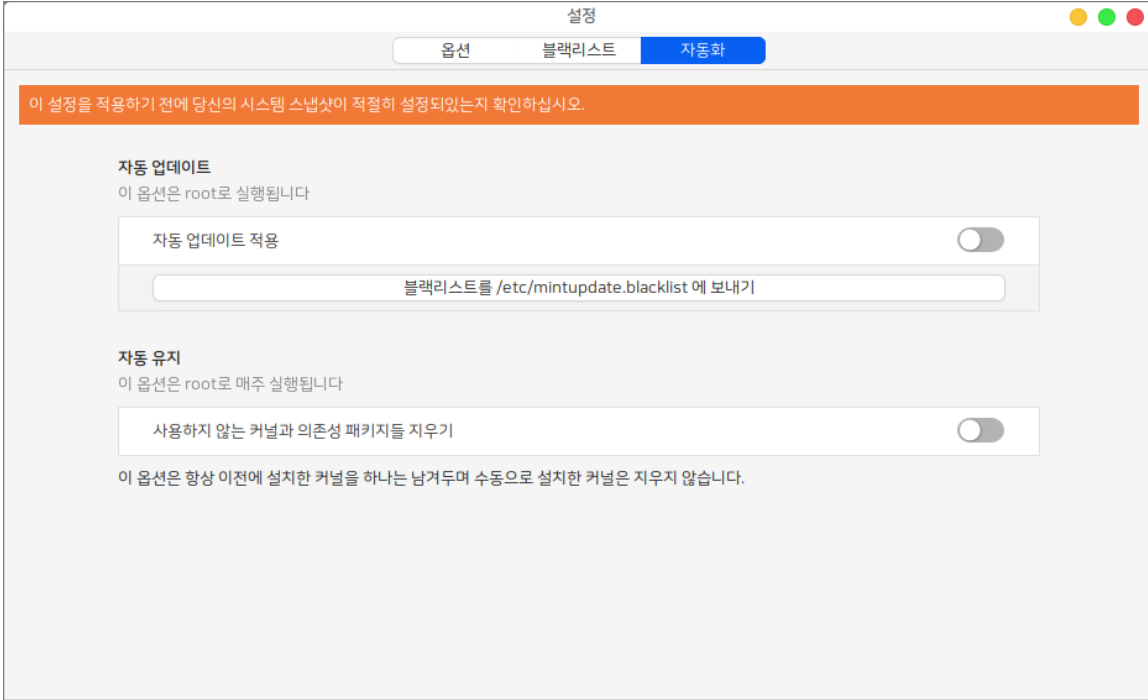 설정
옵션
블랙리스트
자동화
이 설정을 적용하기 전에 당신의 시스템 스냅샷이 적절히 설정되있는지 확인하십시오.
자동 업데이트
이 옵션은 root로 실행됩니다
자동 업데이트 적용
블랙리스트를 /etc/mintupdate.blacklist 에 보내기
자동 유지
이 옵션은 root로 매주 실행됩니다
사용하지 않는 커널과 의존성 패키지들 지우기
이 옵션은 항상 이전에 설치한 커널을 하나는 남겨두며 수동으로 설치한 커널은 지우지 않습니다.